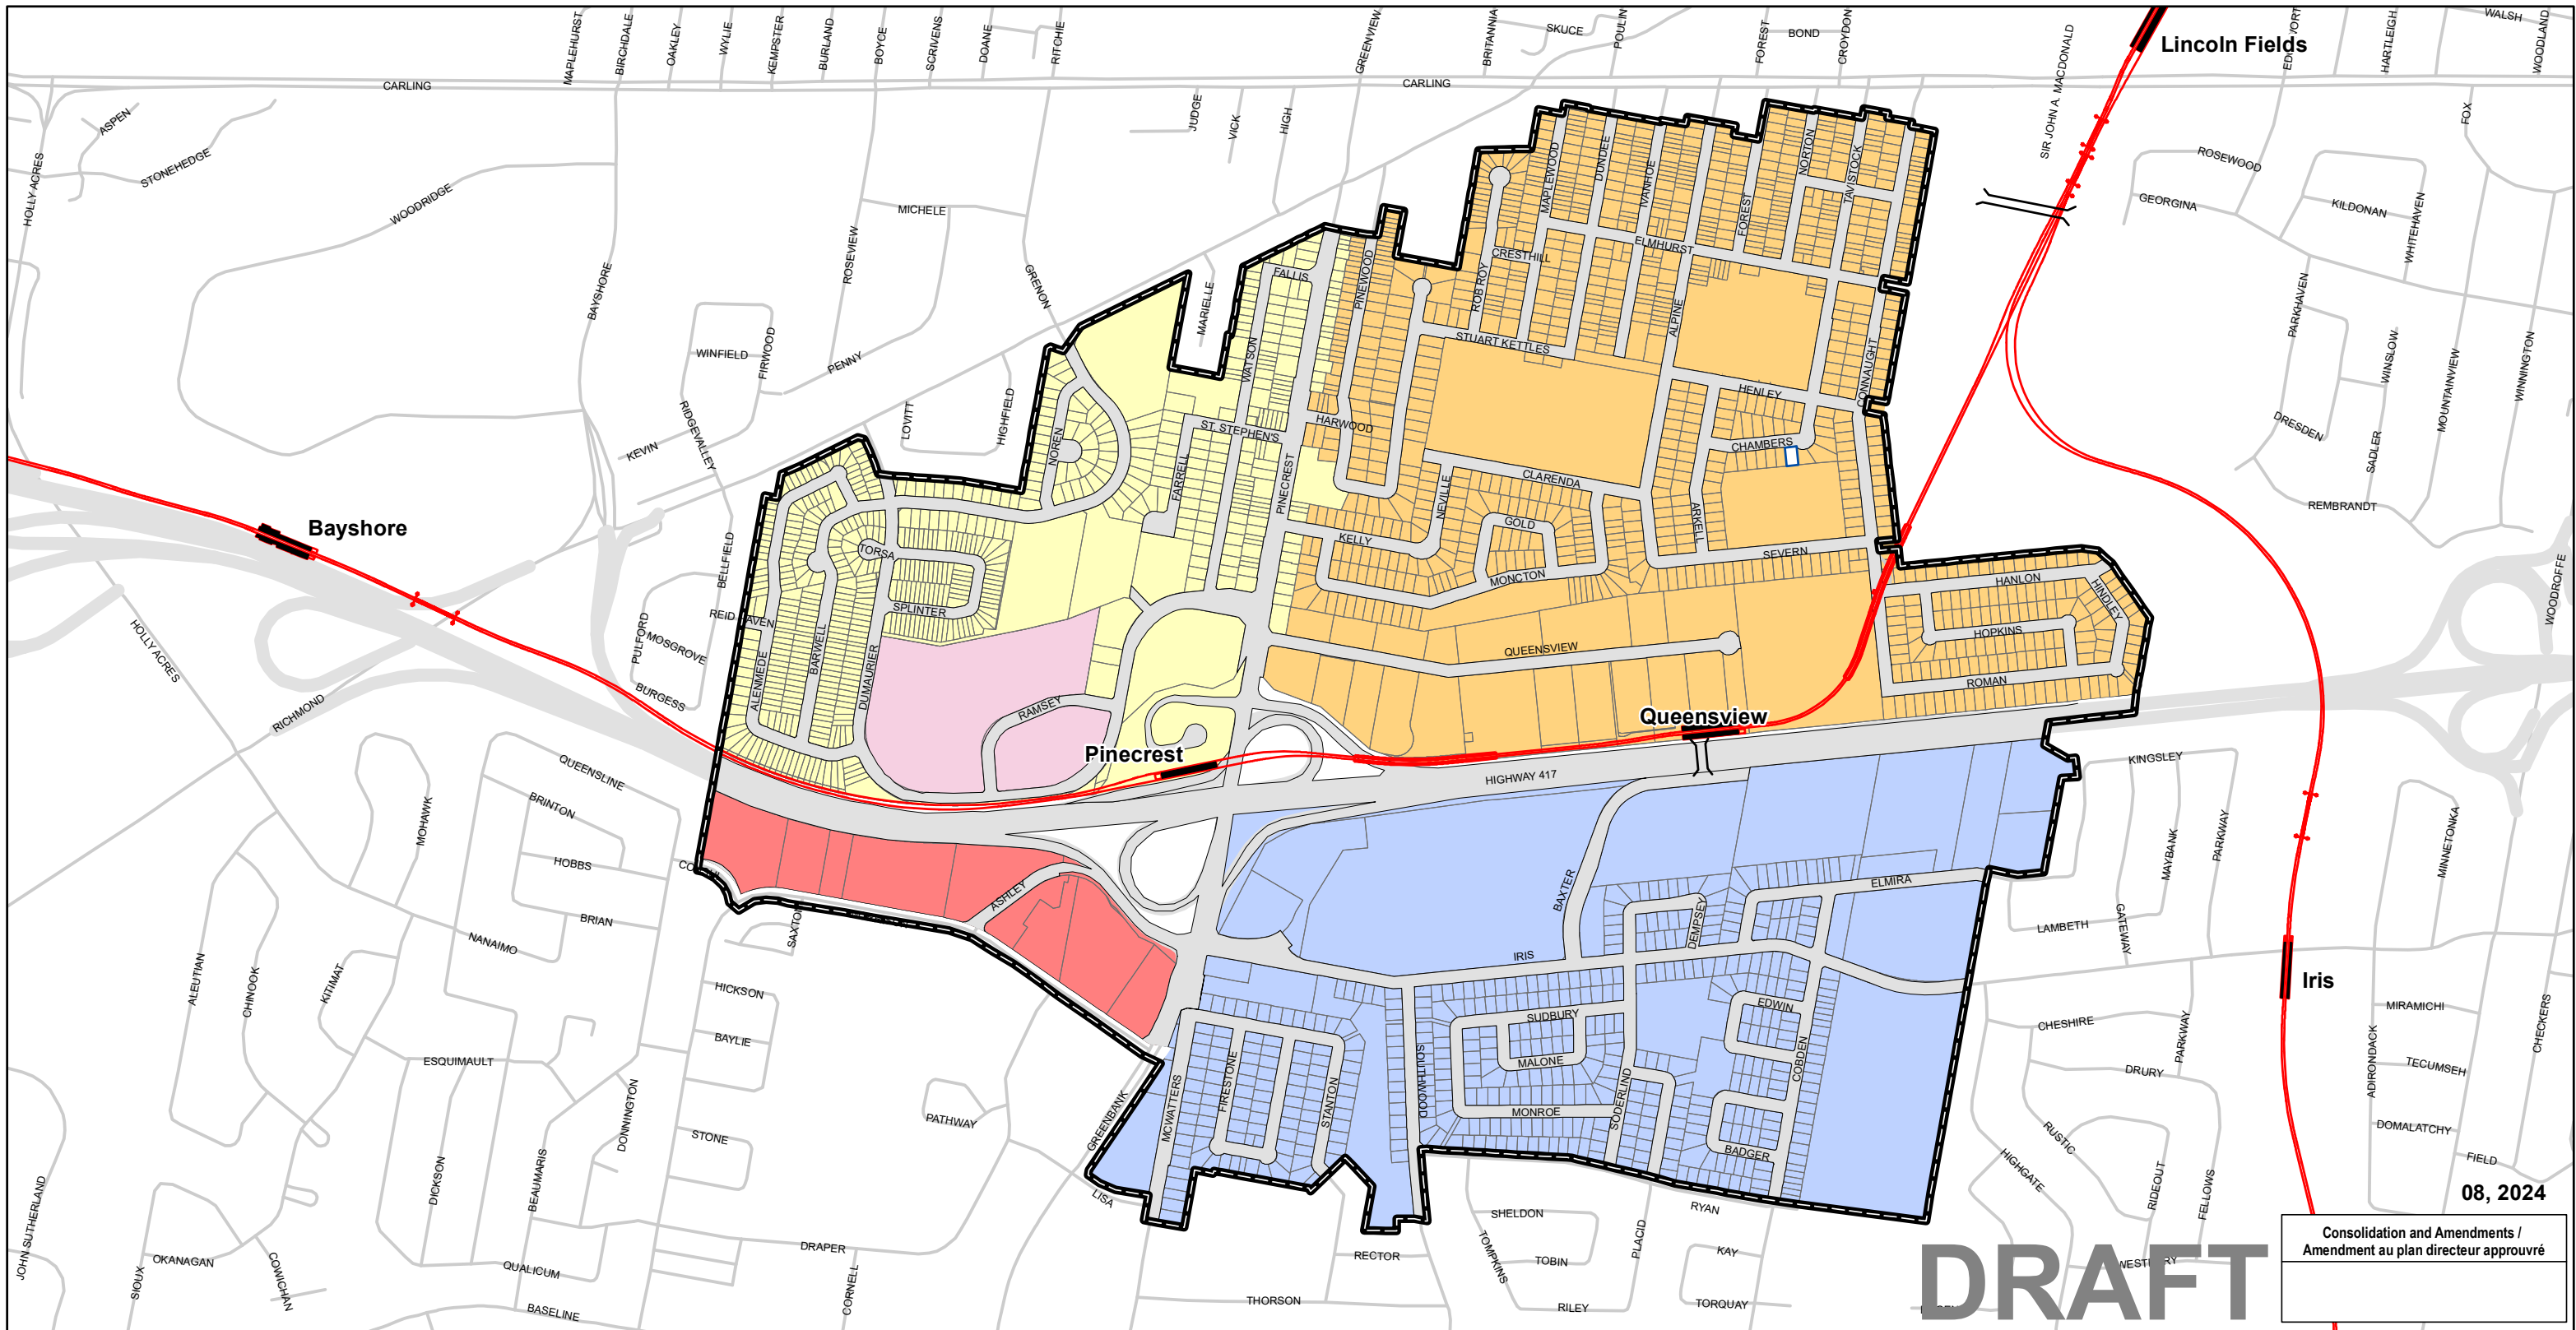 MAPLEHURST
BIRCHDALE
OAKLEY
WYLIE
KEMPSTER
BURLAND
BOYCE
SCRIVENS
DOANE
RITCHIE
GREENVIEW
BRITANNIA
SKUCE
POULIN
FOREST
BOND
CROYDON
SIR JOHN A. MACDONALD
Lincoln Fields
WALSH
HARTLEIGH
WOODLAND
CARLING
CARLING
ASPEN
STONEHEDGE
HOLLY ACRES
WOODRIDGE
MICHELE
ROSEVIEW
BAYSHORE
JUDGE
VICK
HIGH
FOX
ROSEWOOD
GEORGINA
KILDONAN
WHITEHAVEN
PARKHAVEN
WINSLOW
MOUNTAINVIEW
WINNINGTON
DRESDEN
SADLER
REMBRANDT
WOODROFFE
GRENON
MARIELLE
WINFIELD
FIRWOOD
PENNY
RIDGEVALLEY
KEVIN
LOVITT
HIGHFIELD
BELLFIELD
FALLIS
PINEWOOD
WATSON
MAPLEWOOD
DUNDEE
IVANHOE
FOREST
NORTON
TAVISTOCK
ELMHURST
CRESTHILL
ROB ROY
STUART KETTLES
ALPINE
HENLEY
CONNAUGHT
CHAMBERS
NOREN
ST. STEPHEN'S
HARWOOD
FARRELL
PINECREST
NEVILLE
CLARENDA
ARKELL
GOLD
KELLY
MONCTON
SEVERN
HANLON
HINDLEY
HOPKINS
ROMAN
Bayshore
TORSA
SPLINTER
BARWELL
ALENMEDE
DUMAURIER
PULFORD
MOSGROVE
BURGESS
HOLLY ACRES
RICHMOND
RAMSEY
Pinecrest
QUEENSVIEW
Queensview
HIGHWAY 417
QUEENSLINE
BRINTON
MOHAWK
HOBBS
BRIAN
NANAIMO
ALEUTIAN
CHINOOK
KITIMAT
ESQUIMAULT
DICKSON
BEAUMARIS
DONNINGTON
SAXTON
HICKSON
BAYLIE
STONE
PATHWAY
ASHLEY
BAXTER
IRIS
DEMPSEY
ELMIRA
KINGSLEY
MAYBANK
PARKWAY
GATEWAY
LAMBETH
MINNETONKA
Iris
SUDBURY
MALONE
MONROE
SOUTHWOOD
SODERLIND
EDWIN
COBDEN
BADGER
MCWATTERS
FIRESTONE
STANTON
GREENBANK
LISA
CHESHIRE
PARKWAY
DRURY
RUSTIC
HIGHGATE
RIDEOUT
FELLOWS
MIRAMICHI
TECUMSEH
ADIRONDACK
DOMALATCHY
CHECKERS
FIELD
JOHN SUTHERLAND
SIOUX
OKANAGAN
COWICHAN
QUALICUM
BASELINE
DRAPER
CORNELL
THORSON
RECTOR
SHELDON
TOMPKINS
TOBIN
RILEY
PLACID
RYAN
KAY
TORQUAY
08, 2024
Consolidation and Amendments /
Amendment au plan directeur approuvré
DRAFT